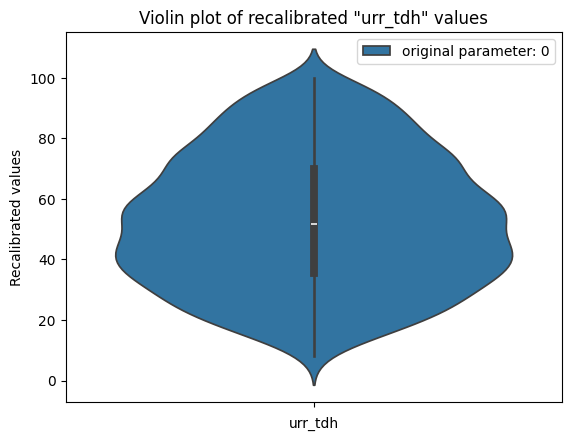 Violin plot of recalibrated "urr_tdh" values
original parameter: 0
100
80
60
40
20
0
Recalibrated values
urr_tdh